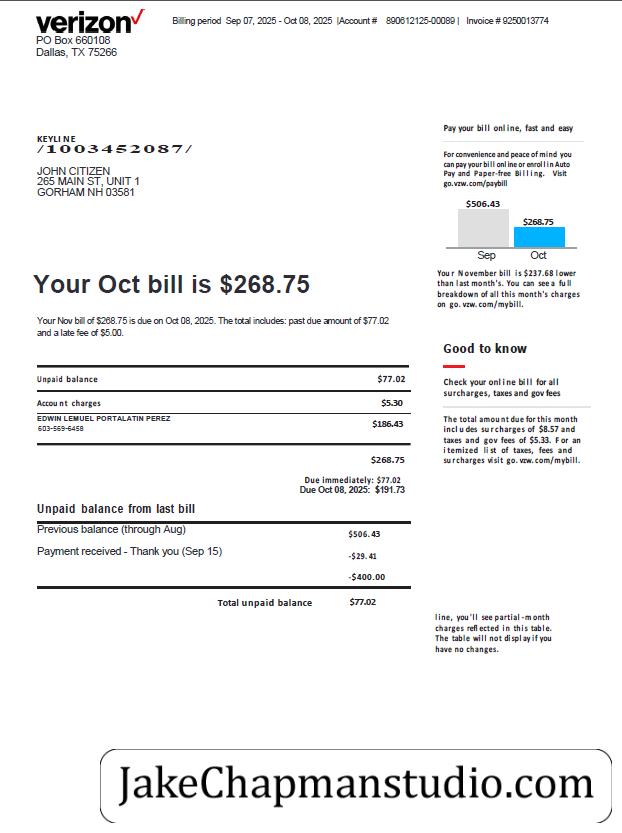 verizon
Billing period Sep 07, 2025 - Oct 08, 2025 |Account # 890612125-00089 | Invoice # 9250013774
PO Box 660108
Dallas, TX 75266
KEYLINE
/1003452087/
JOHN CITIZEN
265 MAIN ST, UNIT 1
GORHAM NH 03581
Pay your bill online, fast and easy
For convenience and peace of mind you
can pay your bill online or enroll in Auto
Pay and Paper-free Billing. Visit
go.vzw.com/paybill
$506.43
$268.75
Sep
Oct
Your November bill is $237.68 lower
than last month's. You can see a full
breakdown of all this month's charges
on go.vzw.com/mybill.
Your Oct bill is $268.75
Your Nov bill of $268.75 is due on Oct 08, 2025. The total includes: past due amount of $77.02
and a late fee of $5.00.
Good to know
Check your online bill for all
surcharges, taxes and gov fees
The total amount due for this month
includes surcharges of $8.57 and
taxes and gov fees of $5.33. For an
itemized list of taxes, fees and
surcharges visit go.vzw.com/mybill.
Unpaid balance $77.02
Account charges $5.30
EDWIN LEMUEL PORTALATIN PEREZ
603-569-6458
$186.43
$268.75
Due immediately: $77.02
Due Oct 08, 2025: $191.73
Unpaid balance from last bill
Previous balance (through Aug) $506.43
Payment received - Thank you (Sep 15) -$29.41
-$400.00
Total unpaid balance $77.02
line, you'll see partial-month
charges reflected in this table.
The table will not display if you
have no changes.
JakeChapmanstudio.com